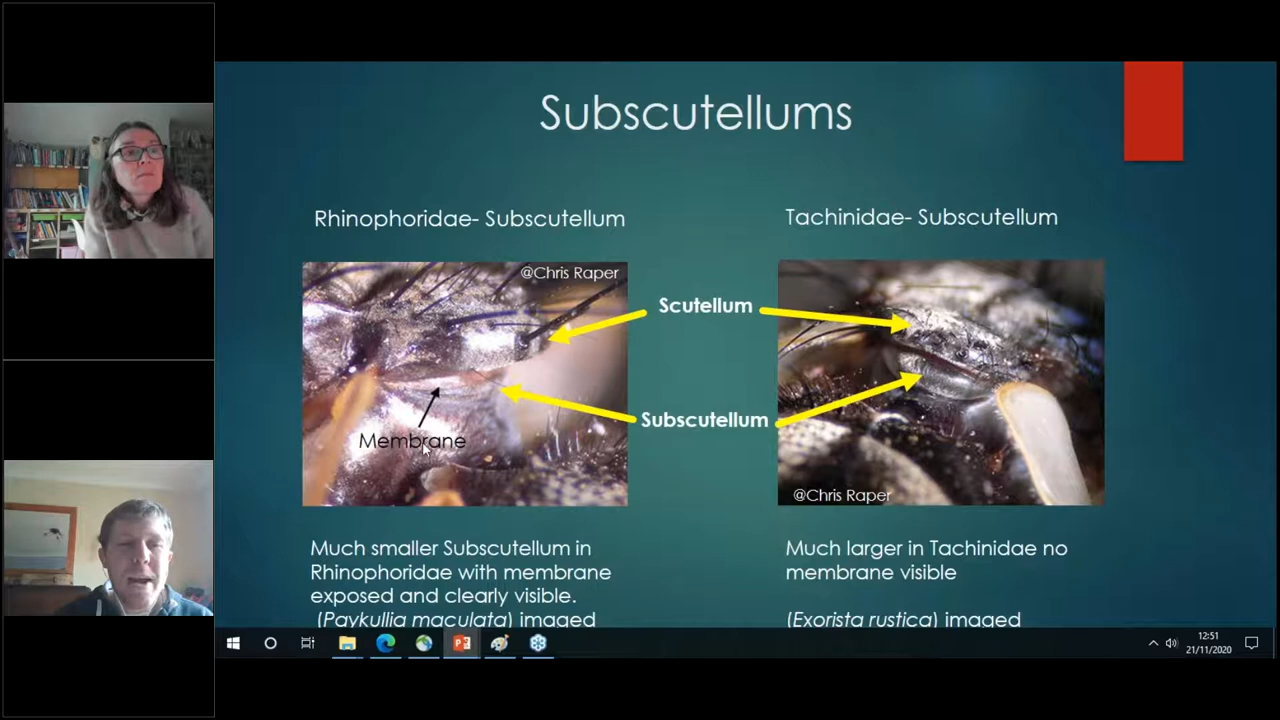 Subscutellums
Rhinophoridae- Subscutellum
Tachinidae- Subscutellum
@Chris Raper
Scutellum
Subscutellum
Membrane
@Chris Raper
Much smaller Subscutellum in
Rhinophoridae with membrane
exposed and clearly visible.
(Paykullia maculata) imaged
Much larger in Tachinidae no
membrane visible
(Exorista rustica) imaged
12:51
21/11/2020